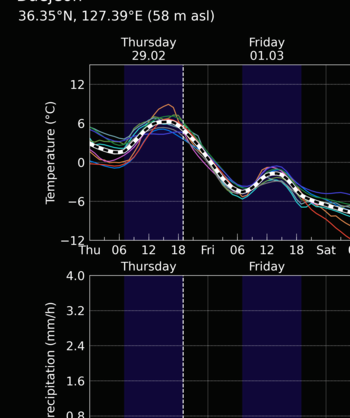 36.35°N, 127.39°E (58 m asl)
Thursday
29.02
Friday
01.03
Temperature (°C)
12
6
0
−6
−12
Thu 06 12 18 Fri 06 12 18 Sat
Thursday
Friday
4.0
3.2
2.4
1.6
0.8
(mm/h)